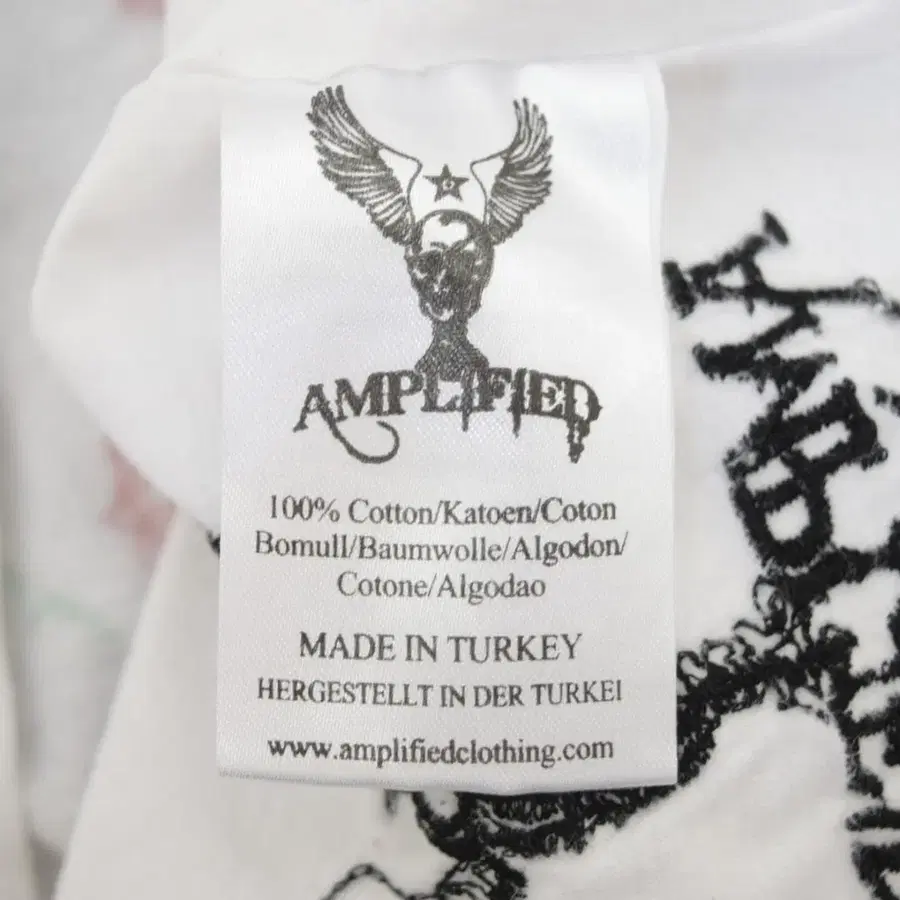 AMPLIFIED
100% Cotton/Katoen/Coton
Bomull/Baumwolle/Algodon/
Cotone/Algodao
MADE IN TURKEY
HERGESTELLT IN DER TURKEI
www.amplifiedclothing.com